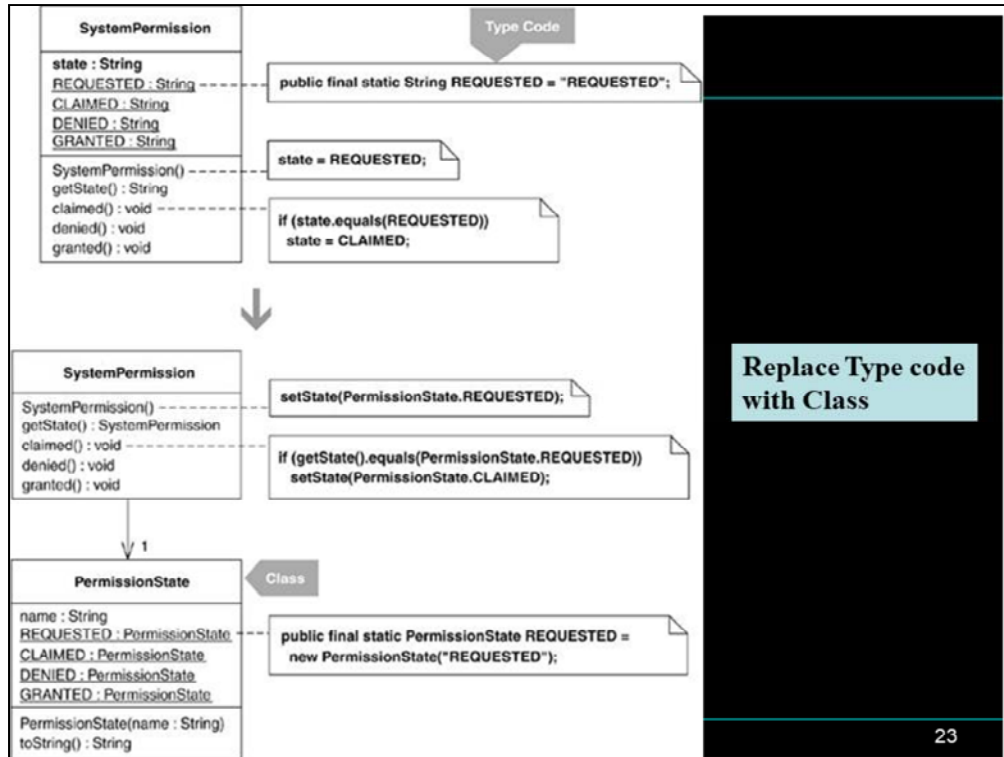 SystemPermission
state : String
REQUESTED : String
CLAIMED : String
DENIED : String
GRANTED : String
SystemPermission()
getState() : String
claimed() : void
denied() : void
granted() : void
Type Code
public final static String REQUESTED = "REQUESTED";
state = REQUESTED;
if (state.equals(REQUESTED))
state = CLAIMED;
SystemPermission
SystemPermission()
getState() : SystemPermission
claimed() : void
denied() : void
granted() : void
setState(PermissionState.REQUESTED);
if (getState().equals(PermissionState.REQUESTED))
setState(PermissionState.CLAIMED);
1
PermissionState
name : String
REQUESTED : PermissionState
CLAIMED : PermissionState
DENIED : PermissionState
GRANTED : PermissionState
PermissionState(name : String)
toString() : String
Class
public final static PermissionState REQUESTED =
new PermissionState("REQUESTED");
Replace Type code
with Class
23